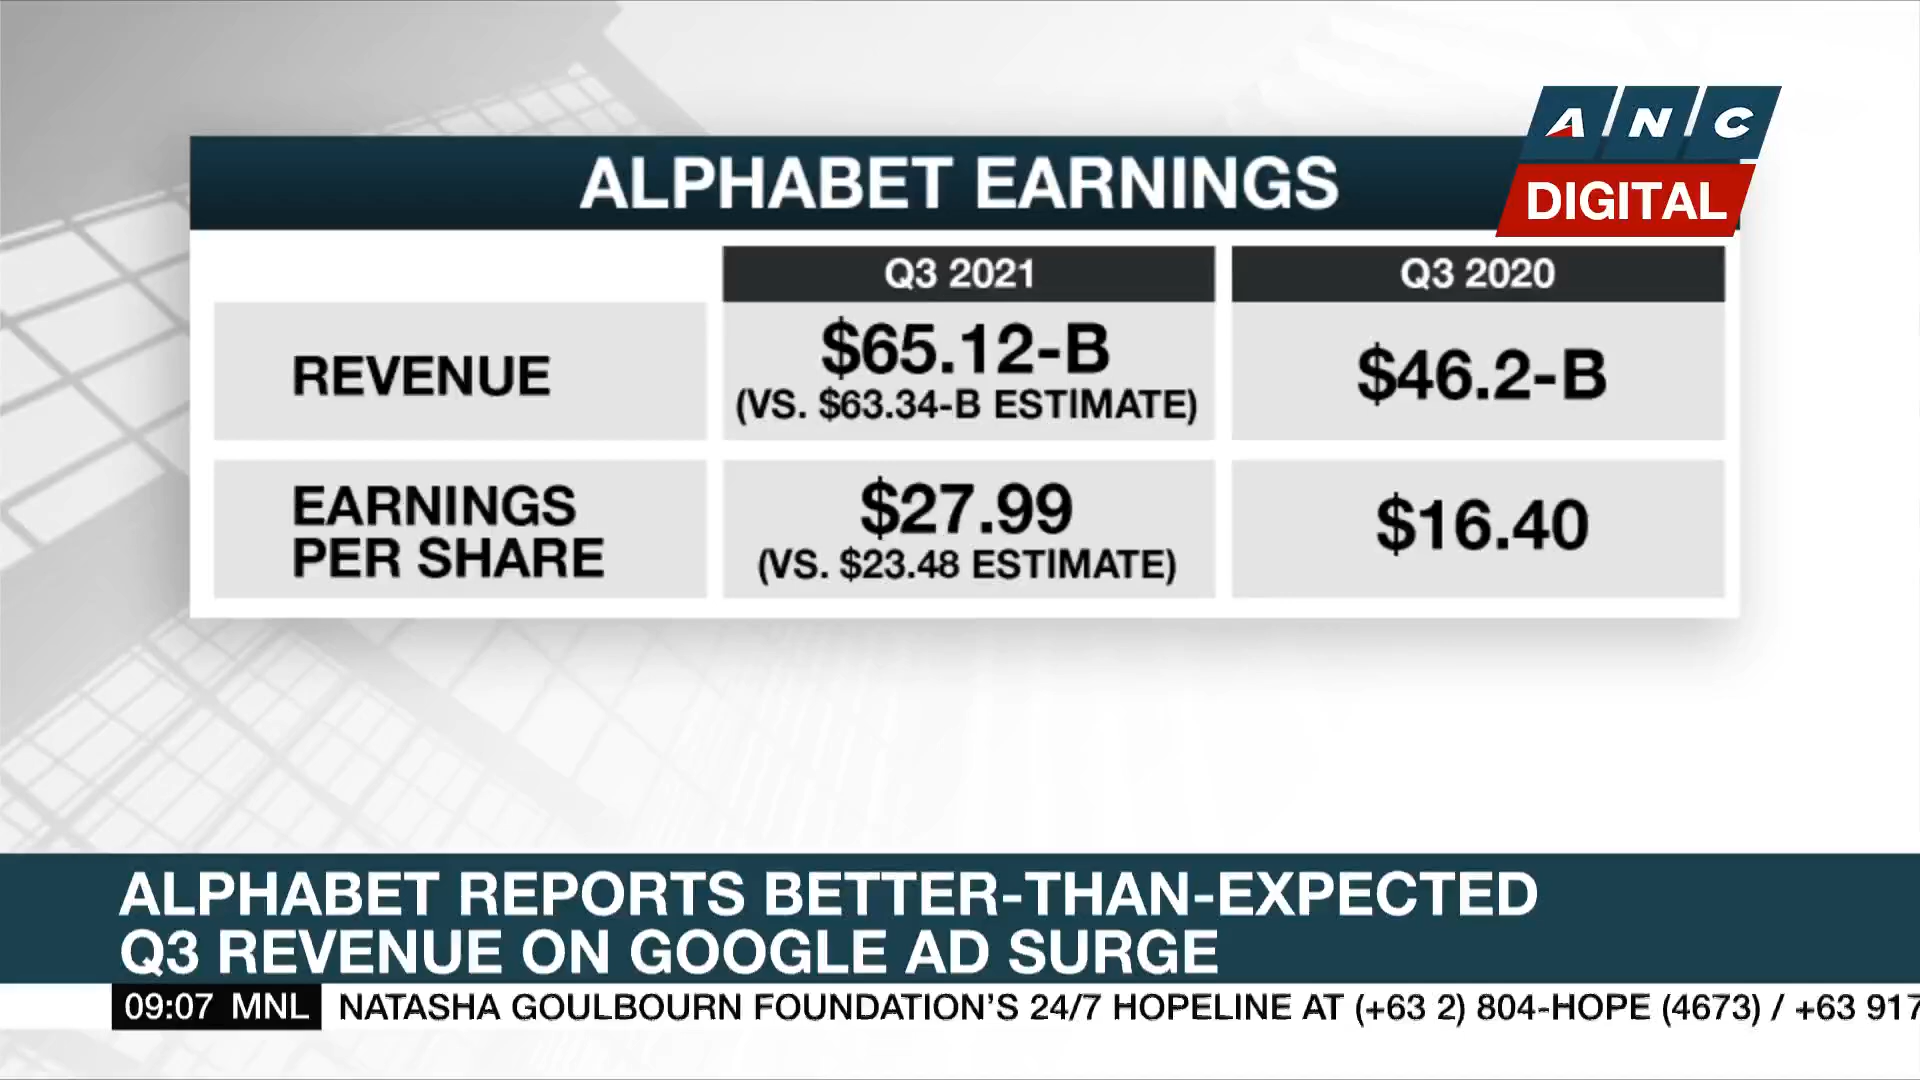 ANC
DIGITAL
ALPHABET EARNINGS
Q3 2021
Q3 2020
REVENUE
$65.12-B
(VS. $63.34-B ESTIMATE)
$46.2-B
EARNINGS
PER SHARE
$27.99
(VS. $23.48 ESTIMATE)
$16.40
ALPHABET REPORTS BETTER-THAN-EXPECTED
Q3 REVENUE ON GOOGLE AD SURGE
09:07 MNL NATASHA GOULBOURN FOUNDATION'S 24/7 HOPELINE AT (+63 2) 804-HOPE (4673) / +63 917